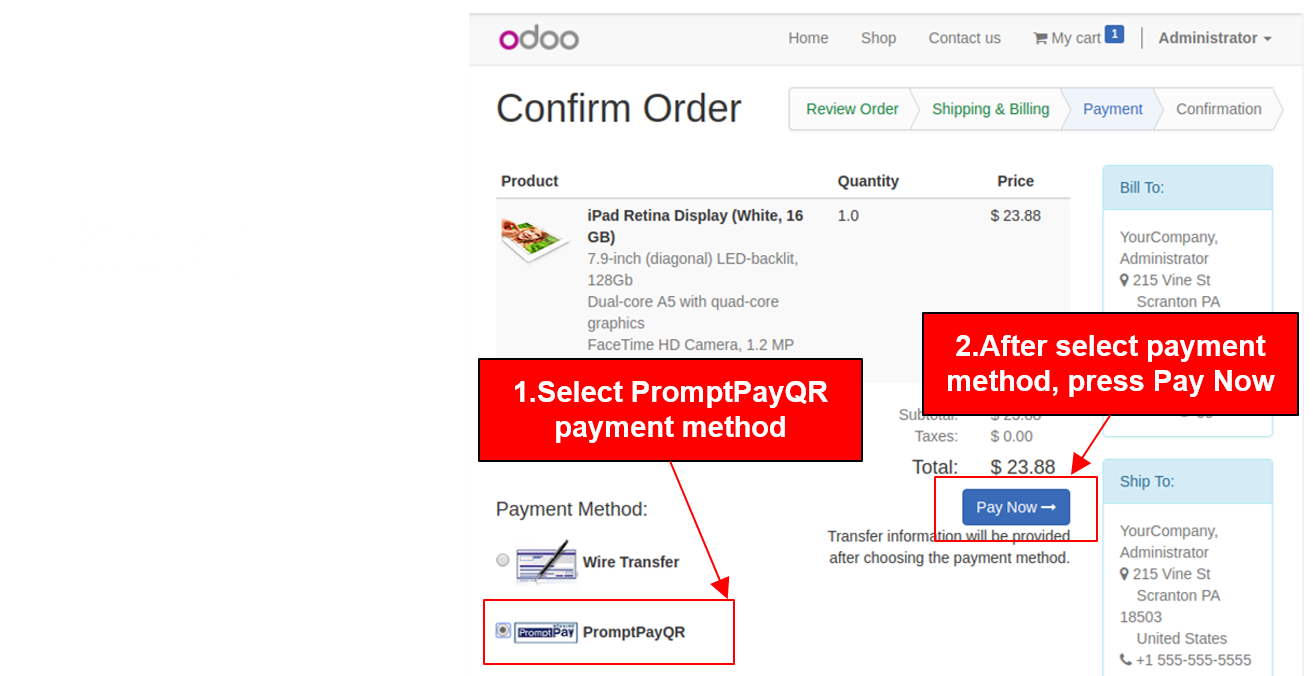 odoo
Home Shop Contact us My cart 1 Administrator
Confirm Order
Review Order Shipping & Billing Payment Confirmation
Product Quantity Price
iPad Retina Display (White, 16 1.0 $ 23.88
GB)
7.9-inch (diagonal) LED-backlit,
128Gb
Dual-core A5 with quad-core
graphics
FaceTime HD Camera, 1.2 MP
Bill To:
YourCompany,
Administrator
215 Vine St
Scranton PA
1.Select PromptPayQR
payment method
2.After select payment
method, press Pay Now
Subtotal:
Taxes: $ 0.00
Total: $ 23.88
Pay Now
Transfer information will be provided
after choosing the payment method.
Payment Method:
Wire Transfer
PromptPay PromptPayQR
Ship To:
YourCompany,
Administrator
215 Vine St
Scranton PA
18503
United States
+1 555-555-5555